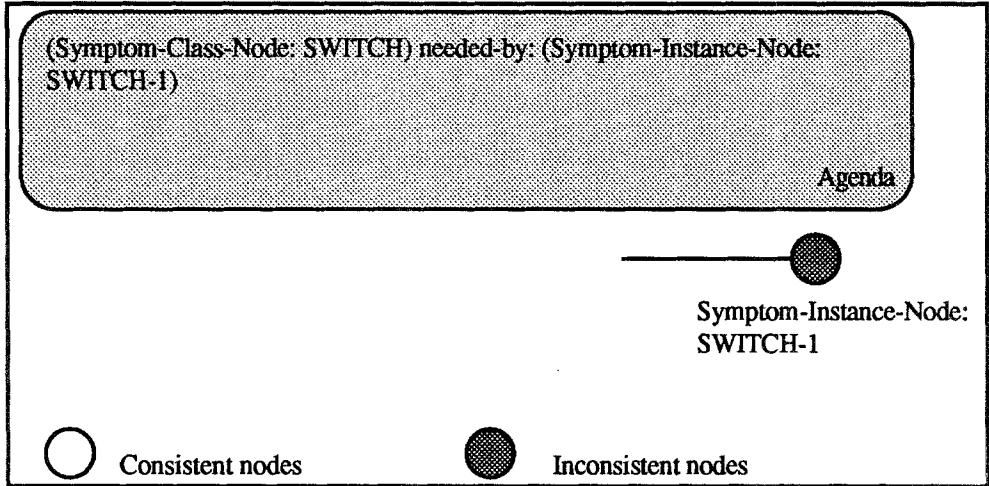 (Symptom-Class-Node: SWITCH) needed-by: (Symptom-Instance-Node:
SWITCH-1)
Agenda
Symptom-Instance-Node:
SWITCH-1
Consistent nodes
Inconsistent nodes